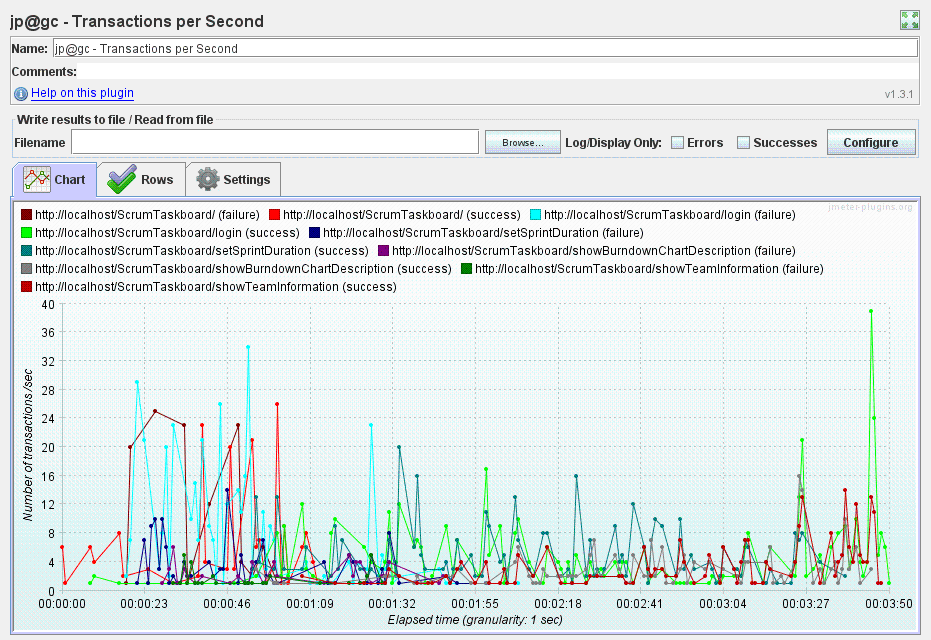 jp@gc - Transactions per Second
Name: jp@gc - Transactions per Second
Comments:
Help on this plugin v1.3.1
Write results to file / Read from file
Filename Browse... Log/Display Only: Errors Successes Configure
Chart Rows Settings
jmeter-plugins.org
http://localhost/ScrumTaskboard/ (failure) http://localhost/ScrumTaskboard/ (success) http://localhost/ScrumTaskboard/login (failure)
http://localhost/ScrumTaskboard/login (success) http://localhost/ScrumTaskboard/setSprintDuration (failure)
http://localhost/ScrumTaskboard/setSprintDuration (success) http://localhost/ScrumTaskboard/showBurndownChartDescription (failure)
http://localhost/ScrumTaskboard/showBurndownChartDescription (success) http://localhost/ScrumTaskboard/showTeamInformation (failure)
http://localhost/ScrumTaskboard/showTeamInformation (success)
40
36
32
28
24
20
16
12
8
4
0
Number of transactions /sec
00:00:00 00:00:23 00:00:46 00:01:09 00:01:32 00:01:55 00:02:18 00:02:41 00:03:04 00:03:27 00:03:50
Elapsed time (granularity: 1 sec)